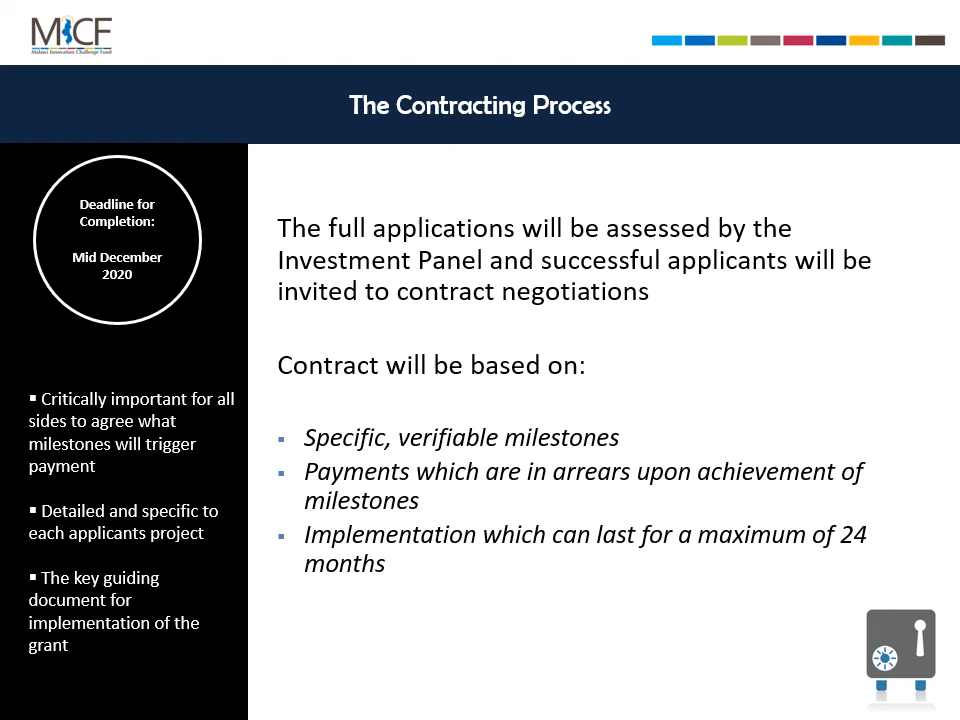 MICF
Malawi Innovation Challenge Fund
The Contracting Process
Deadline for
Completion:
Mid December
2020
▪ Critically important for all
sides to agree what
milestones will trigger
payment
▪ Detailed and specific to
each applicants project
▪ The key guiding
document for
implementation of the
grant
The full applications will be assessed by the
Investment Panel and successful applicants will be
invited to contract negotiations
Contract will be based on:
▪ Specific, verifiable milestones
▪ Payments which are in arrears upon achievement of
milestones
▪ Implementation which can last for a maximum of 24
months